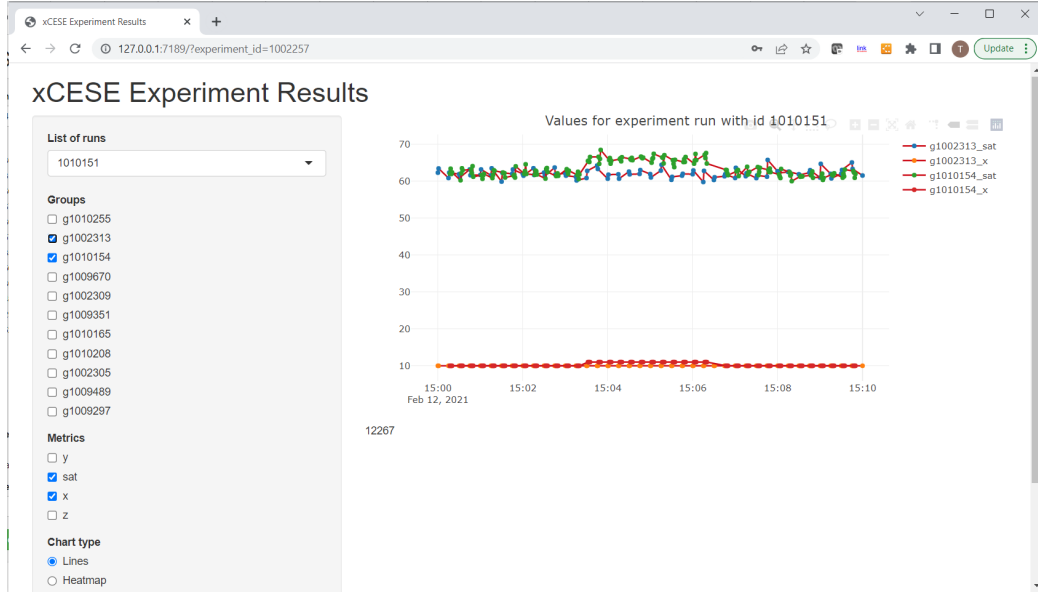 xCESE Experiment Results
127.0.0.1:7189/?experiment_id=1002257
Ink
T
Update
xCESE Experiment Results
List of runs
1010151
Groups
g1010255
g1002313
g1010154
g1009670
g1002309
g1009351
g1010165
g1010208
g1002305
g1009489
g1009297
Metrics
y
sat
x
z
Chart type
Lines
Heatmap
Values for experiment run with id 1010151
70
60
50
40
30
20
10
15:00
15:02
15:04
15:06
15:08
15:10
Feb 12, 2021
g1002313_sat
g1002313_x
g1010154_sat
g1010154_x
12267